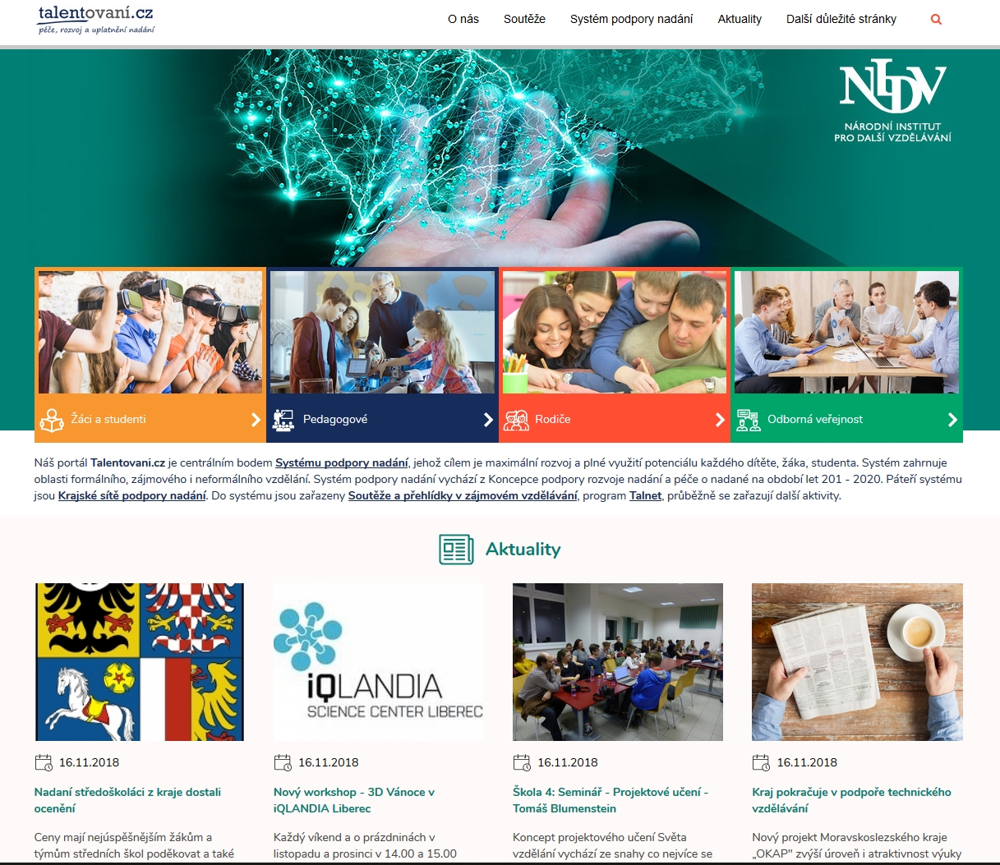 talentovaní.cz
péče, rozvoj a uplatnění nadání
O nás
Soutěže
Systém podpory nadání
Aktuality
Další důležité stránky
NIDV
NÁRODNÍ INSTITUT
PRO DALŠÍ VZDĚLÁVÁNÍ
Žáci a studenti
Pedagogové
Rodiče
Odborná veřejnost
Náš portál Talentovani.cz je centrálním bodem Systému podpory nadání, jehož cílem je maximální rozvoj a plné využití potenciálu každého dítěte, žáka, studenta. Systém zahrnuje
oblasti formálního, zájmového i neformálního vzdělání. Systém podpory nadání vychází z Koncepce podpory rozvoje nadání a péče o nadané na období let 201 - 2020. Páteří systému
jsou Krajské sítě podpory nadání. Do systému jsou zařazeny Soutěže a přehlídky v zájmovém vzdělávání, program Talnet, průběžně se zařazují další aktivity.
Aktuality
iQLANDIA
SCIENCE CENTER LIBEREC
16.11.2018
Nadaní středoškoláci z kraje dostali
ocenění
Ceny mají nejúspěšnějším žákům a
týmům středních škol poděkovat a také
16.11.2018
Nový workshop - 3D Vánoce v
iQLANDIA Liberec
Každý víkend a o prázdninách v
listopadu a prosinci v 14.00 a 15.00
16.11.2018
Škola 4: Seminář - Projektové učení -
Tomáš Blumenstein
Koncept projektového učení Světa
vzdělání vychází ze snahy co nejvíce se
16.11.2018
Kraj pokračuje v podpoře technického
vzdělávání
Nový projekt Moravskoslezského kraje
„OKAP" zvýší úroveň i atraktivnost výuky